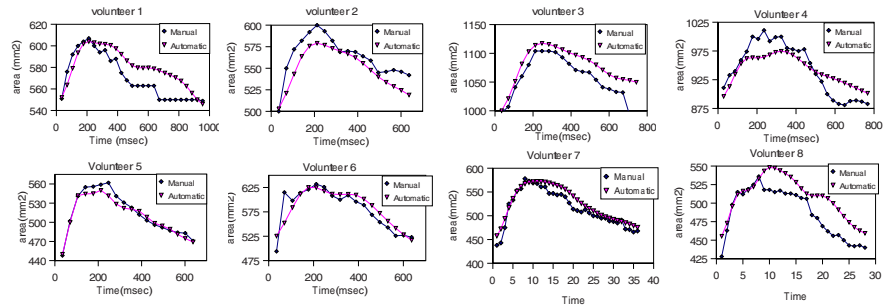 volunteer 1
area (mm2)
620
600
580
560
540
0 200 400 600 800 1000
Time (msec)
Manual
Automatic
volunteer 2
area(mm2)
600
575
550
525
500
0 200 400 600 800
Time (msec)
Manual
Automatic
volunteer 3
area (mm2)
1150
1100
1050
1000
0 200 400 600 800
Time (msec)
Manual
Automatic
Volunteer 4
area(mm2)
1025
975
925
875
0 200 400 600 800
Time(msec)
Manual
Automatic
Volunteer 5
area(mm2)
560
530
500
470
440
0 200 400 600
Time(msec)
Manual
Automatic
Volunteer 6
area(mm2)
625
575
525
475
0 200 400 600
Time(msec)
Manual
Automatic
Volunteer 7
area(mm2)
600
550
500
450
400
0 5 10 15 20 25 30 35 40
Time
Manual
Automatic
Volunteer 8
area(mm2)
550
525
500
475
450
425
0 5 10 15 20 25 30
Time
Manual
Automatic